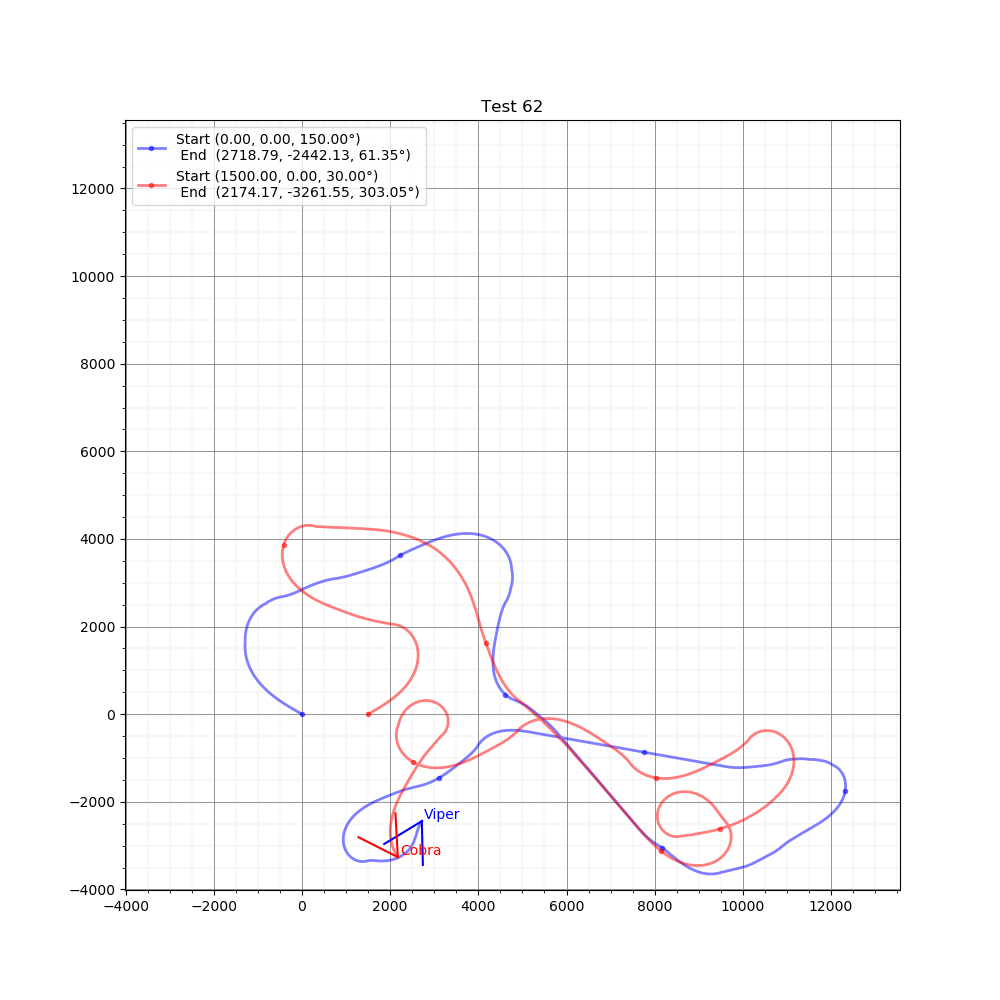 Test 62
Start (0.00, 0.00, 150.00°)
End  (2718.79, -2442.13, 61.35°)
Start (1500.00, 0.00, 30.00°)
End  (2174.17, -3261.55, 303.05°)
12000
10000
8000
6000
4000
2000
0
−2000
−4000
Viper
Cobra
−4000 −2000 0 2000 4000 6000 8000 10000 12000